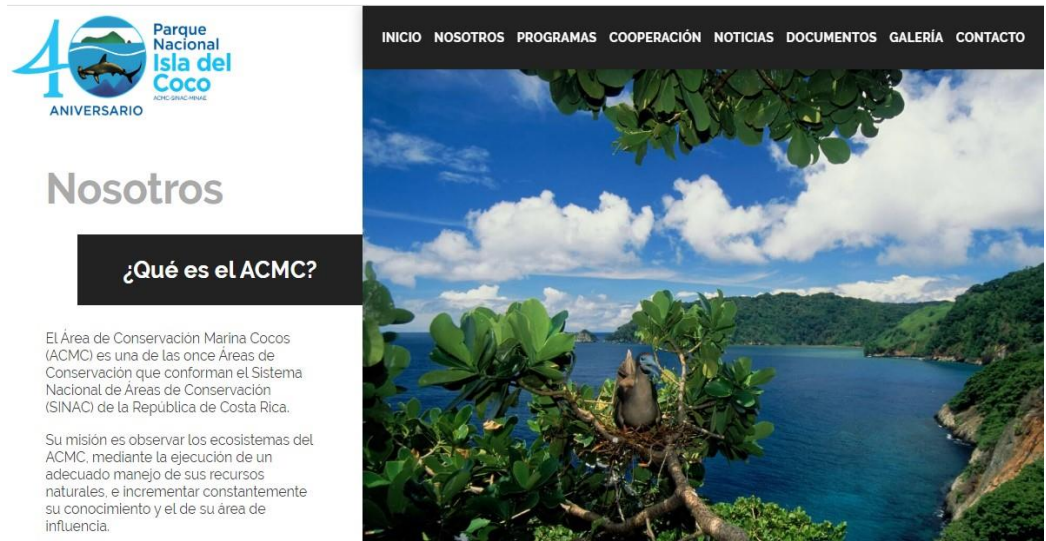 40
ANIVERSARIO
Parque
Nacional
Isla del
Coco
ACMC-SINAC-MINAE
INICIO NOSOTROS PROGRAMAS COOPERACIÓN NOTICIAS DOCUMENTOS GALERÍA CONTACTO
Nosotros
¿Qué es el ACMC?
El Área de Conservación Marina Cocos
(ACMC) es una de las once Áreas de
Conservación que conforman el Sistema
Nacional de Áreas de Conservación
(SINAC) de la República de Costa Rica.
Su misión es observar los ecosistemas del
ACMC, mediante la ejecución de un
adecuado manejo de sus recursos
naturales, e incrementar constantemente
su conocimiento y el de su área de
influencia.